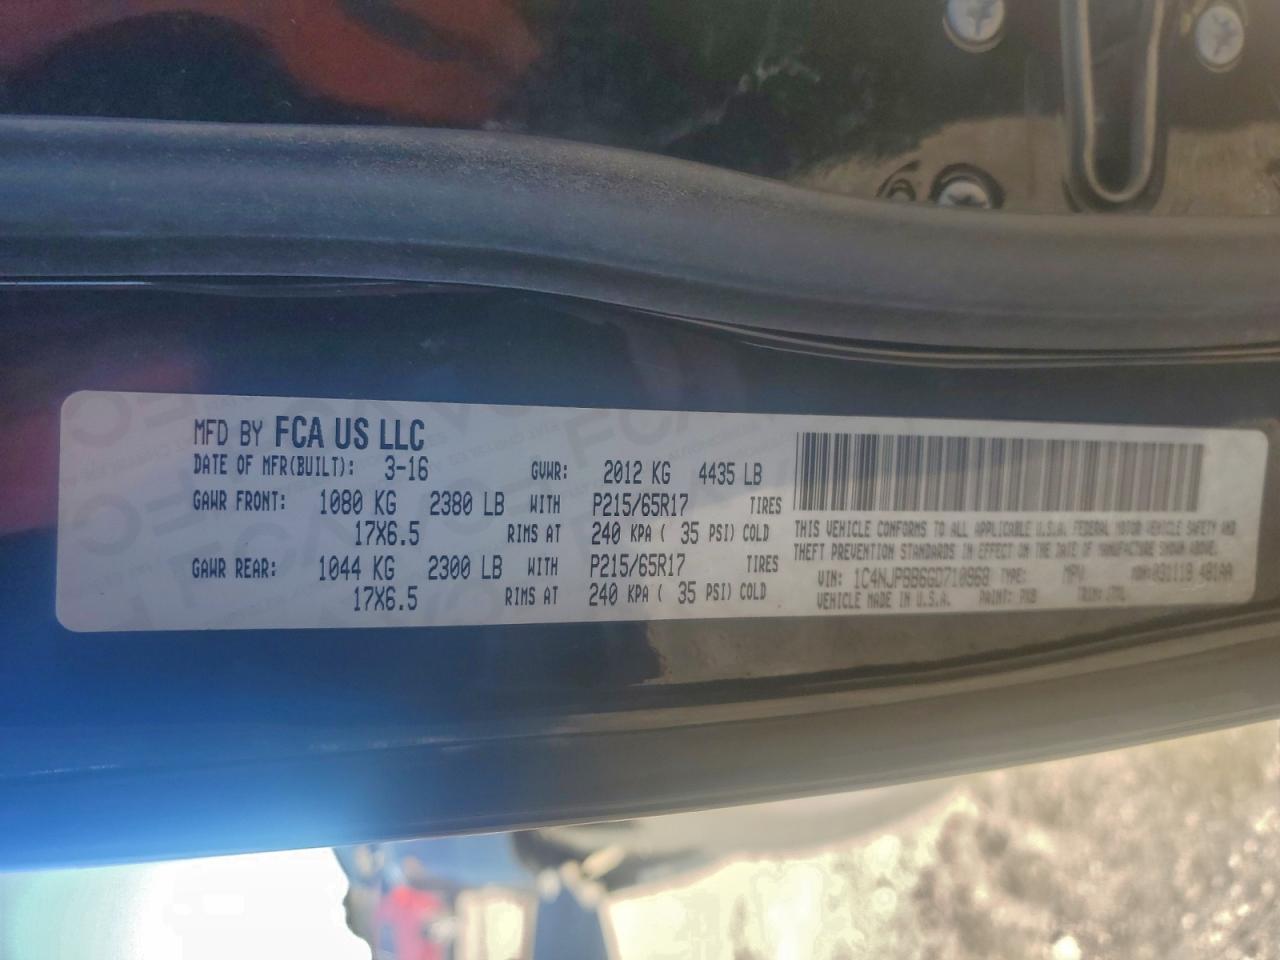 MFD BY FCA US LLC
DATE OF MFR(BUILT): 3-16 GVWR: 2012 KG 4435 LB
GAWR FRONT: 1080 KG 2380 LB WITH P215/65R17 TIRES
17X6.5 RIMS AT 240 KPA ( 35 PSI) COLD
GAWR REAR: 1044 KG 2300 LB WITH P215/65R17 TIRES
17X6.5 RIMS AT 240 KPA ( 35 PSI) COLD
THIS VEHICLE CONFORMS TO ALL APPLICABLE U.S.A. FEDERAL MOTOR VEHICLE SAFETY AND
THEFT PREVENTION STANDARDS IN EFFECT ON THE DATE OF MANUFACTURE SHOWN ABOVE.
VIN: TYPE: MPV
VEHICLE MADE IN U.S.A. PAINT: TRIM: